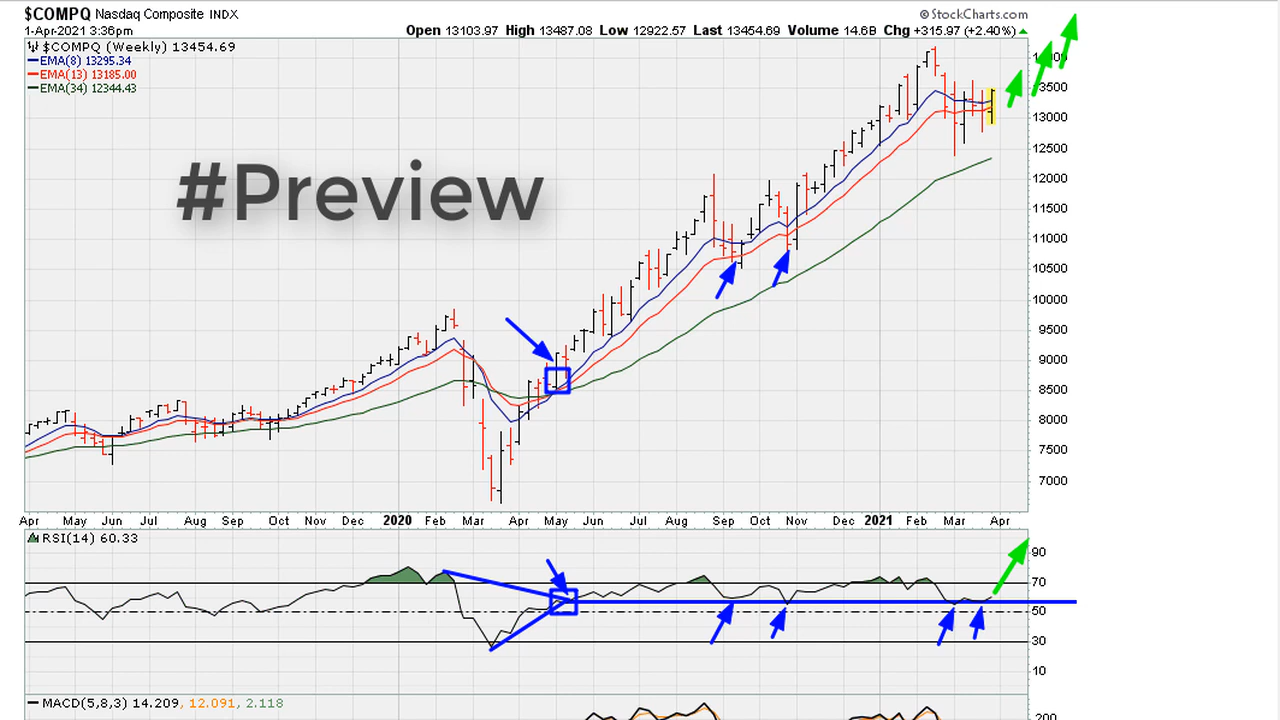 $COMPQ Nasdaq Composite INDX
© StockCharts.com
1-Apr-2021 3:36pm
Open 13103.97 High 13487.08 Low 12922.57 Last 13454.69 Volume 14.6B Chg +315.97 (+2.40%)
$COMPQ (Weekly) 13454.69
EMA(8) 13295.34
EMA(13) 13185.00
EMA(34) 12344.43
#Preview
14000
13500
13000
12500
12000
11500
11000
10500
10000
9500
9000
8500
8000
7500
7000
Apr May Jun Jul Aug Sep Oct Nov Dec 2020 Feb Mar Apr May Jun Jul Aug Sep Oct Nov Dec 2021 Feb Mar Apr
RSI(14) 60.33
90
70
50
30
10
MACD(5,8,3) 14.209, 12.091, 2.118
200